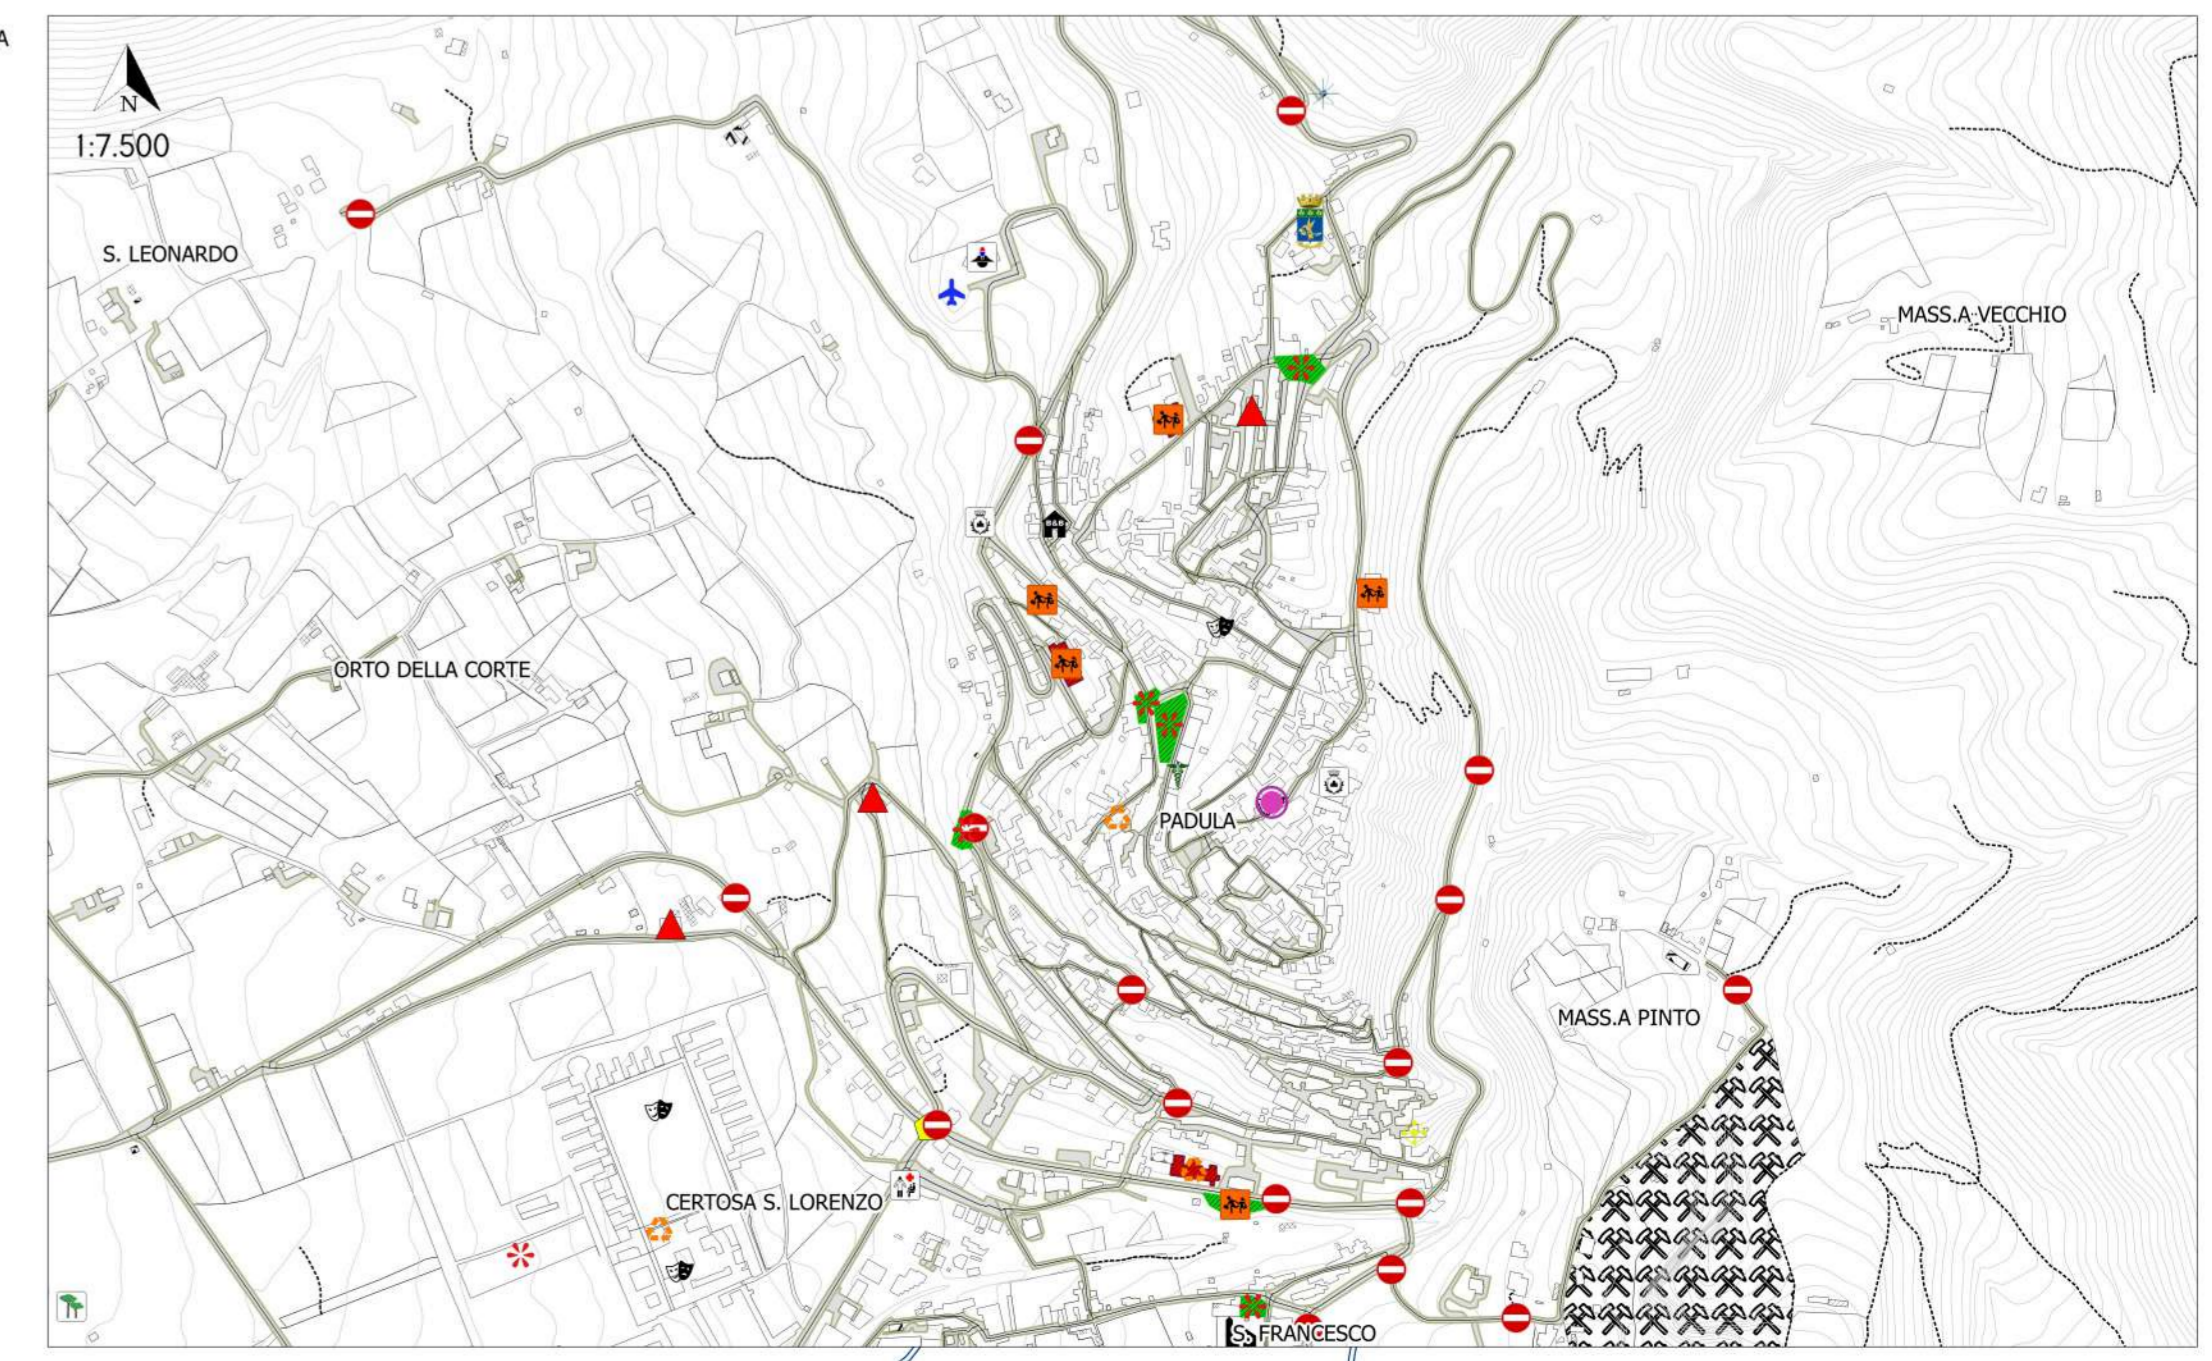 A
N
1:7.500
S. LEONARDO
MASS.A VECCHIO
B&B
ORTO DELLA CORTE
PADULA
MASS.A PINTO
CERTOSA S. LORENZO
S. FRANCESCO